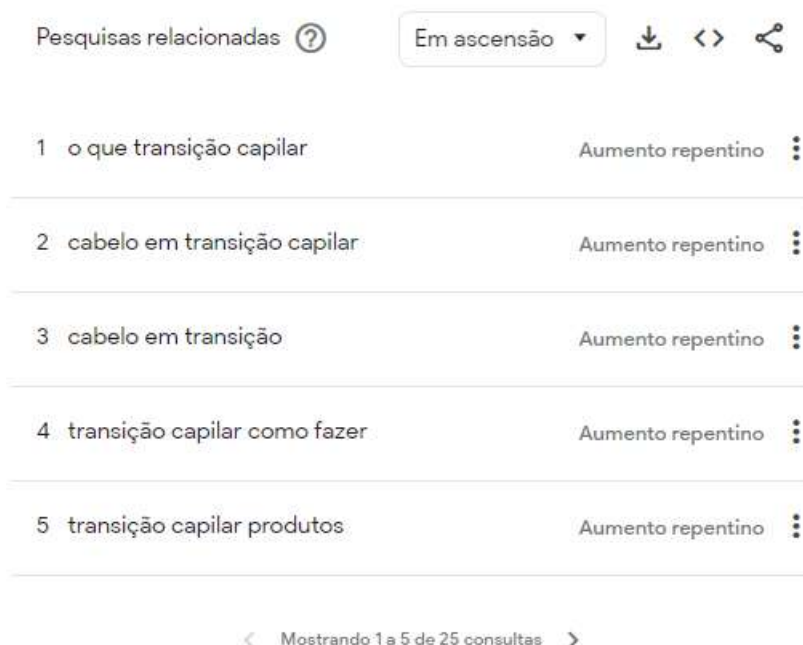 Pesquisas relacionadas
Em ascensão
1 o que transição capilar Aumento repentino
2 cabelo em transição capilar Aumento repentino
3 cabelo em transição Aumento repentino
4 transição capilar como fazer Aumento repentino
5 transição capilar produtos Aumento repentino
Mostrando 1 a 5 de 25 consultas